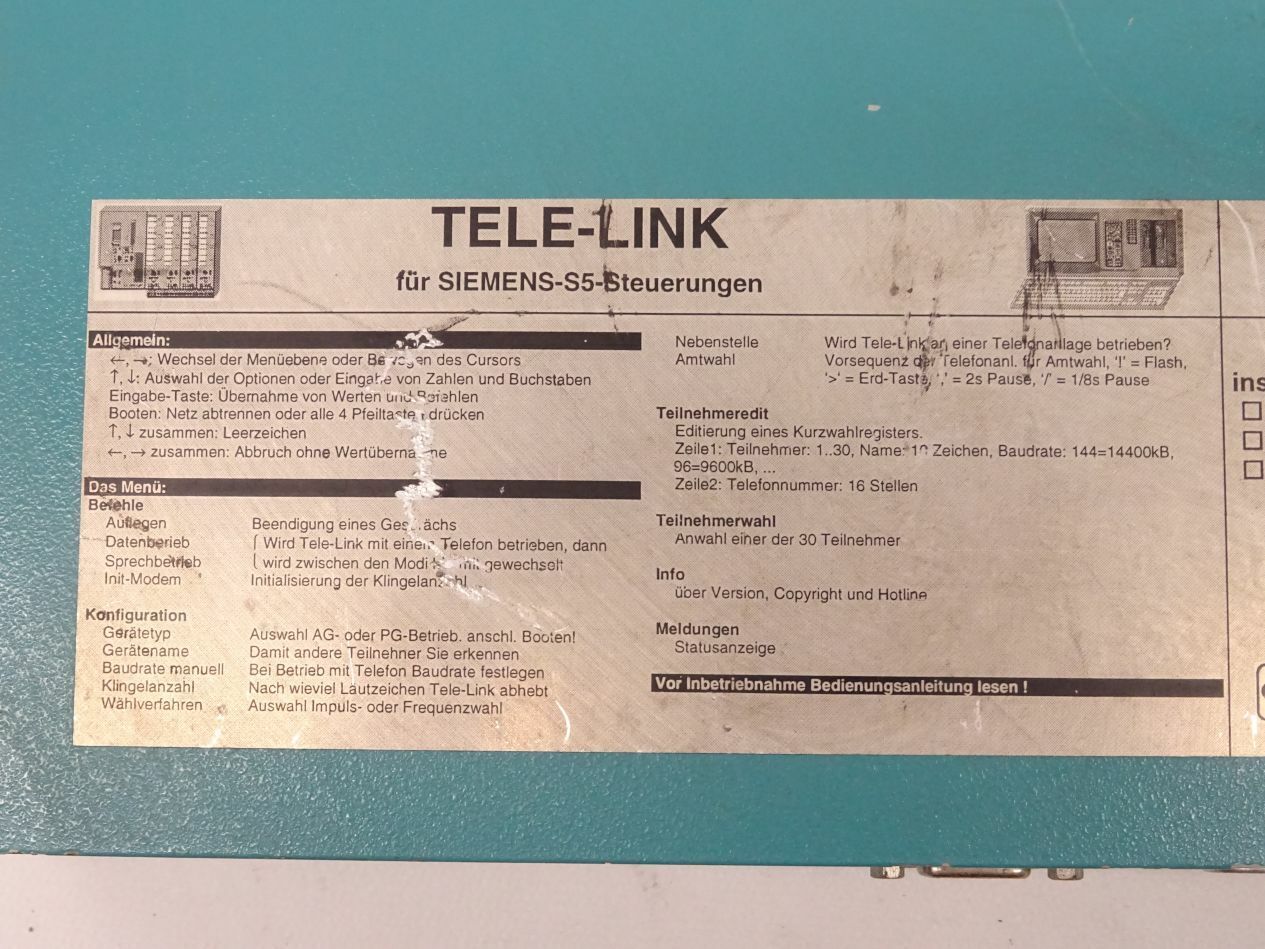 TELE-LINK
für SIEMENS-S5-Steuerungen
Allgemein:
←, →: Wechsel der Menüebene oder Bewegen des Cursors
↑, ↓: Auswahl der Optionen oder Eingabe von Zahlen und Buchstaben
Eingabe-Taste: Übernahme von Werten und Befehlen
Booten: Netz abtrennen oder alle 4 Pfeiltasten drücken
↑, ↓ zusammen: Leerzeichen
←, → zusammen: Abbruch ohne Wertübernahme
Das Menü:
Befehle
Auflegen Beendigung eines Gesprächs
Datenberieb ⌠ Wird Tele-Link mit einem Telefon betrieben, dann
Sprechbetrieb ⌊ wird zwischen den Modi hiermit gewechselt
Init-Modem Initialisierung der Klingelanzahl
Konfiguration
Gerätetyp Auswahl AG- oder PG-Betrieb. anschl. Booten!
Gerätename Damit andere Teilnehmer Sie erkennen
Baudrate manuell Bei Betrieb mit Telefon Baudrate festlegen
Klingelanzahl Nach wieviel Läutzeichen Tele-Link abhebt
Wählverfahren Auswahl Impuls- oder Frequenzwahl
Nebenstelle Wird Tele-Link an einer Telefonanlage betrieben?
Amtwahl Vorsequenz der Telefonanl. für Amtwahl, '!' = Flash,
'>' = Erd-Taste, ',' = 2s Pause, '/' = 1/8s Pause
Teilnehmeredit
Editierung eines Kurzwahlregisters.
Zeile1: Teilnehmer: 1..30, Name: Zeichen, Baudrate: 144=14400kB,
96=9600kB, ...
Zeile2: Telefonnummer: 16 Stellen
Teilnehmerwahl
Anwahl einer der 30 Teilnehmer
Info
über Version, Copyright und Hotline
Meldungen
Statusanzeige
Vor Inbetriebnahme Bedienungsanleitung lesen !
ins